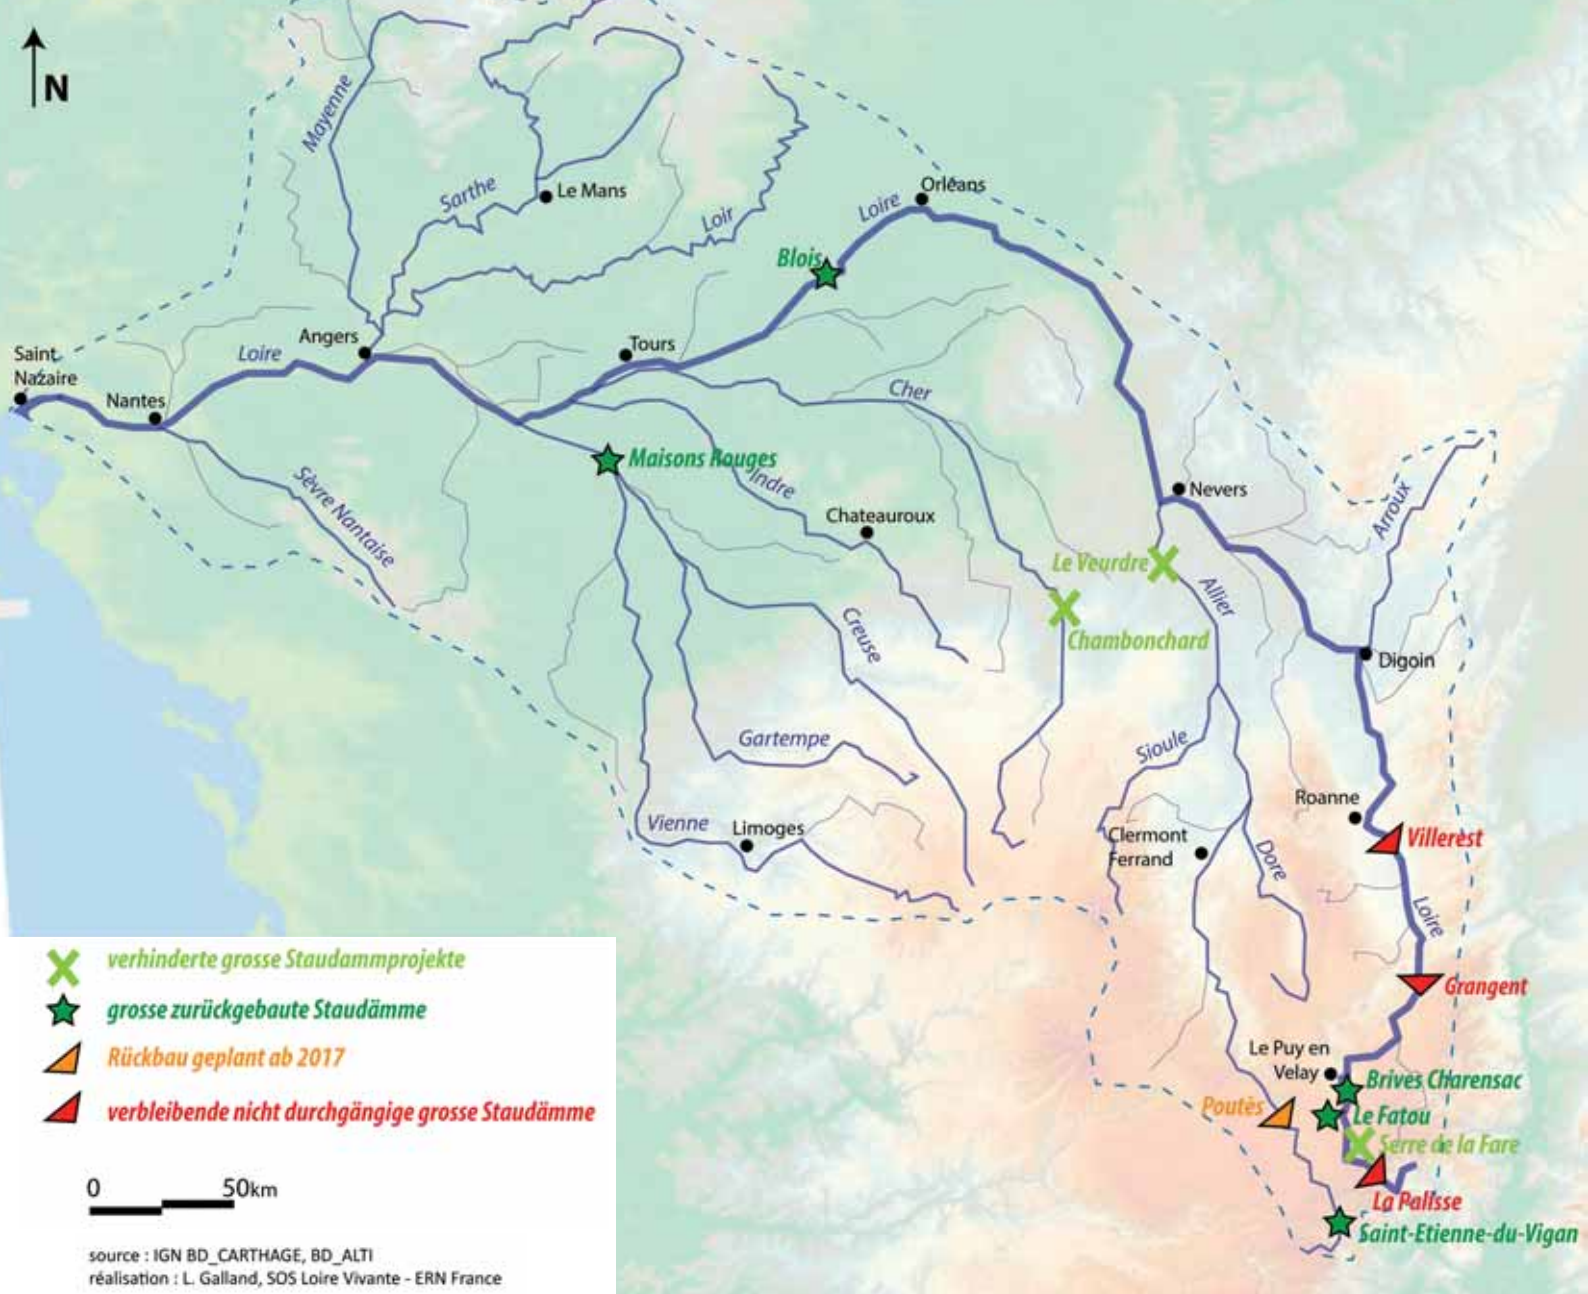 N
Mayenne
Sarthe
Le Mans
Loir
Loire
Orléans
Blois
Angers
Tours
Loire
Saint
Nazaire
Nantes
Cher
Maisons Rouges
Indre
Sèvre Nantaise
Chateauroux
Nevers
Arroux
Le Veurdre
Allier
Chambonchard
Creuse
Digoin
Gartempe
Sioule
Roanne
Vienne
Limoges
Clermont
Ferrand
Villerest
Dore
Loire
Grangent
Le Puy en
Velay
Brives Charensac
Poutès
Le Fatou
Serre de la Fare
La Palisse
Saint-Etienne-du-Vigan
verhinderte grosse Staudammprojekte
grosse zurückgebaute Staudämme
Rückbau geplant ab 2017
verbleibende nicht durchgängige grosse Staudämme
0 50km
source : IGN BD_CARTHAGE, BD_ALTI
réalisation : L. Galland, SOS Loire Vivante - ERN France